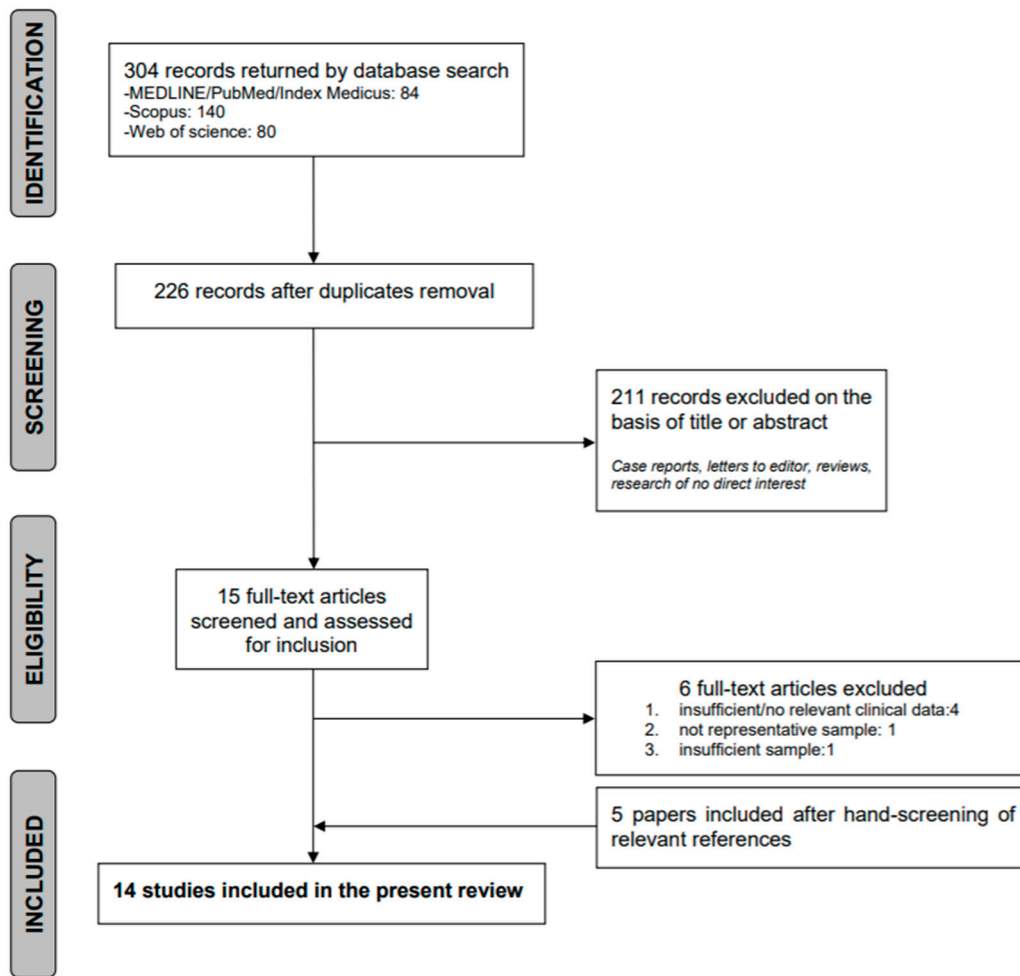 IDENTIFICATION
304 records returned by database search
-MEDLINE/PubMed/Index Medicus: 84
-Scopus: 140
-Web of science: 80
SCREENING
226 records after duplicates removal
211 records excluded on the
basis of title or abstract
Case reports, letters to editor, reviews,
research of no direct interest
ELIGIBILITY
15 full-text articles
screened and assessed
for inclusion
6 full-text articles excluded
1. insufficient/no relevant clinical data:4
2. not representative sample: 1
3. insufficient sample:1
INCLUDED
5 papers included after hand-screening of
relevant references
14 studies included in the present review